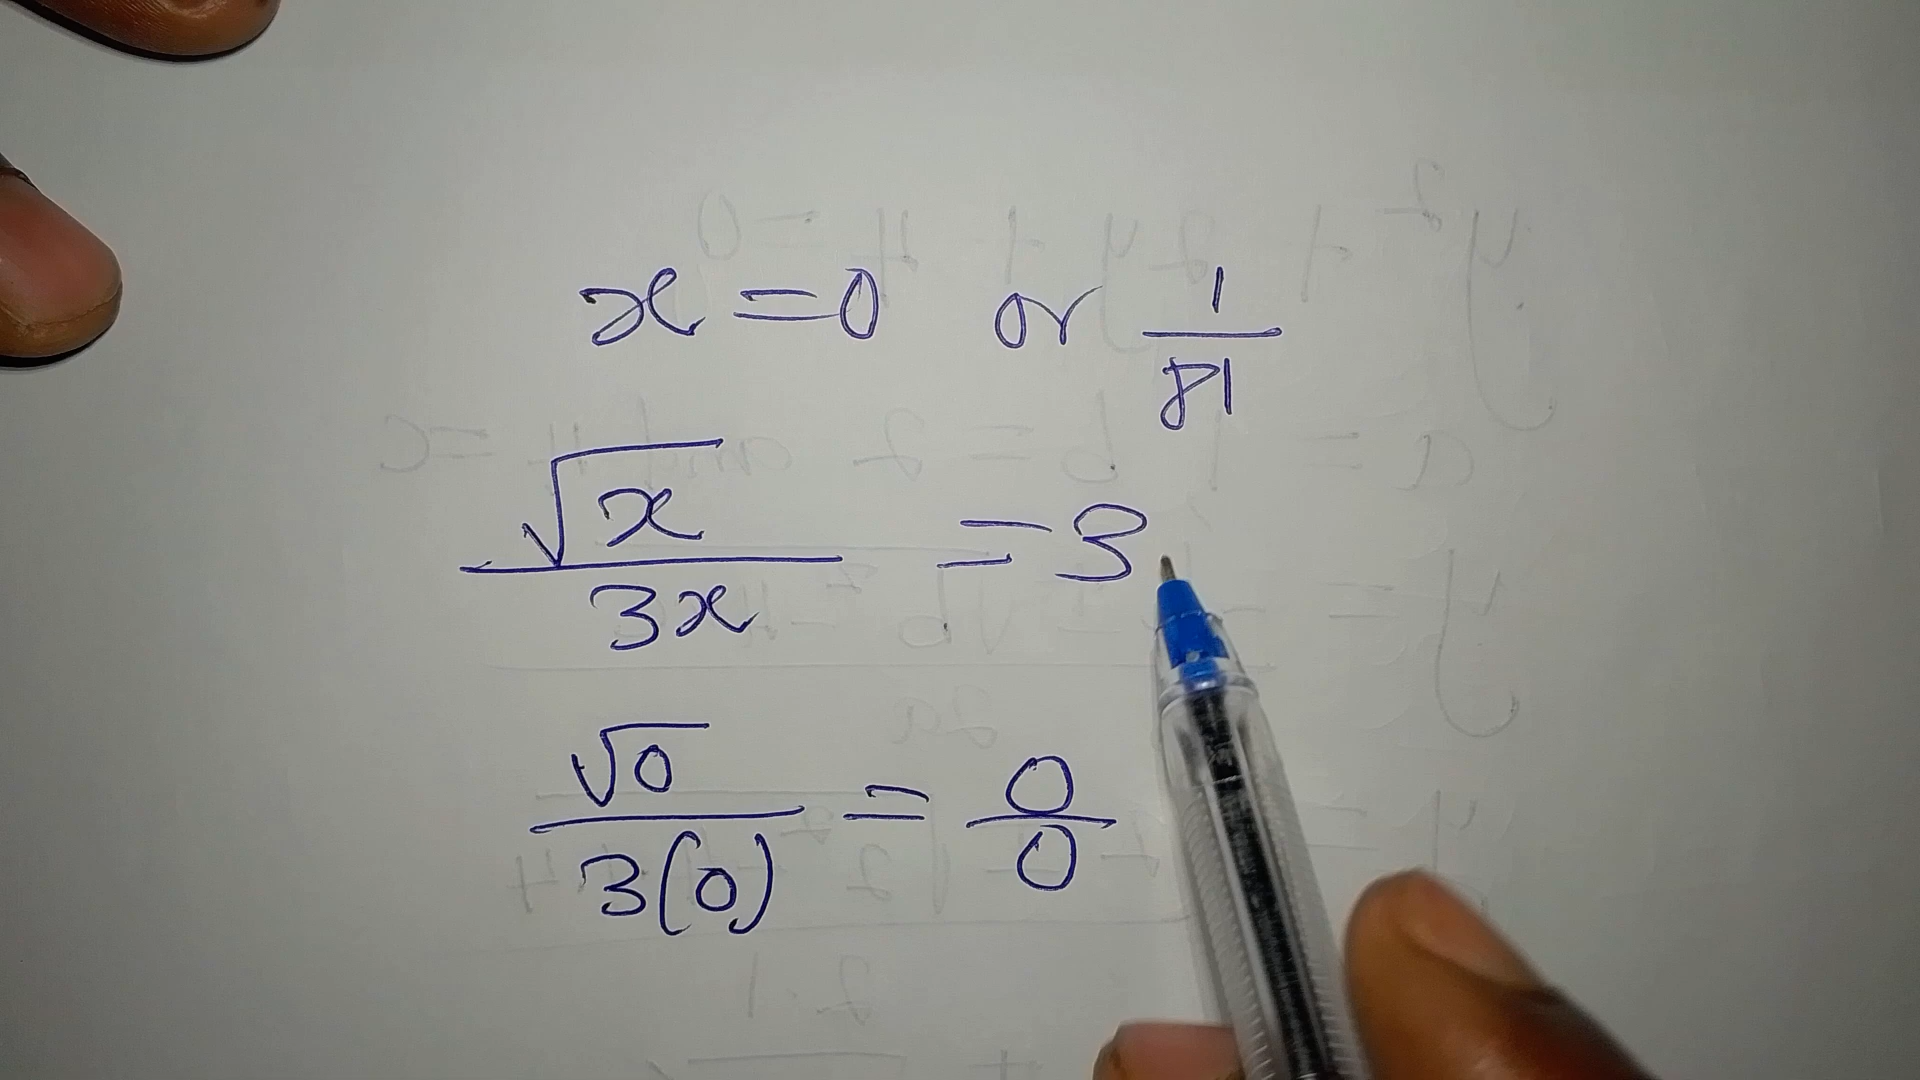 x = 0 or 1/81
√x / 3x = 3
√0 / 3(0) = 0/0